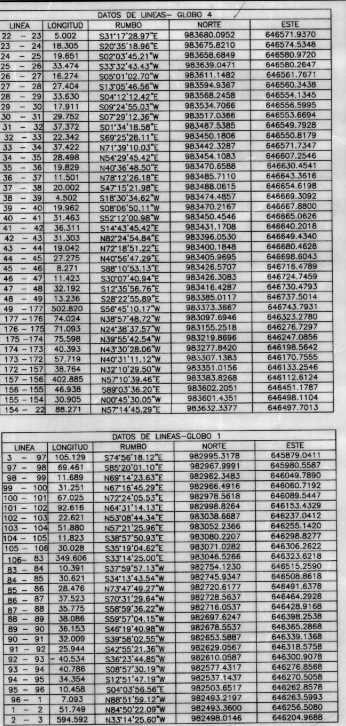 DATOS DE LINEAS- GLOBO 4
LINEA LONGITUD RUMBO NORTE ESTE
22 - 23 5.002 S31°17'28.97"E 983680.0952 646571.9370
23 - 24 18.305 S20°35'18.96"E 983675.8210 646574.5348
24 - 25 19.651 S02°03'45.21"W 983658.6849 646580.9720
25 - 26 33.474 S33°32'43.43"W 983639.0471 646580.2647
26 - 27 16.274 S05°01'02.70"W 983611.1482 646561.7671
27 - 28 27.404 S13°05'46.56"W 983594.9367 646560.3438
28 - 29 33.630 S04°12'12.42"E 983568.2458 646554.1345
29 - 30 17.911 S09°24'55.03"W 983534.7066 646556.5995
30 - 31 29.752 S07°29'12.36"W 983517.0366 646553.6694
31 - 32 37.372 S01°34'18.58"E 983487.5385 646549.7928
32 - 33 22.342 S69°25'28.11"E 983450.1806 646550.8179
33 - 34 37.422 N71°39'10.03"E 983442.3287 646571.7347
34 - 35 28.498 N54°29'45.42"E 983454.1083 646607.2546
35 - 36 19.829 N40°36'48.50"E 983470.6588 646630.4541
36 - 37 11.501 N78°12'26.18"E 983485.7110 646643.3616
37 - 38 20.002 S47°15'21.98"E 983488.0615 646654.6198
38 - 39 4.502 S18°30'34.62"W 983474.4857 646669.3092
39 - 40 19.962 S08°06'50.11"W 983470.2167 646667.8800
40 - 41 31.463 S52°12'00.98"W 983450.4546 646665.0626
41 - 42 36.311 S14°43'45.42"E 983431.1708 646640.2018
42 - 43 31.303 N82°24'54.84"E 983396.0530 646649.4340
43 - 44 19.042 N72°18'51.22"E 983400.1848 646680.4628
44 - 45 27.275 N40°56'47.29"E 983405.9695 646698.6043
45 - 46 8.271 S88°10'53.13"E 983426.5707 646716.4789
46 - 47 11.423 S30°07'40.94"E 983426.3083 646724.7459
47 - 48 32.192 S12°35'56.76"E 983416.4287 646730.4793
48 - 49 13.236 S28°22'55.89"E 983385.0117 646737.5014
49 - 177 502.820 S56°45'10.17"W 983373.3667 646743.7931
177 - 176 74.024 N38°57'48.72"W 983097.6946 646323.2780
176 - 175 71.093 N24°38'37.57"W 983155.2518 646276.7297
175 - 174 75.598 N39°55'42.54"W 983219.8696 646247.0856
174 - 173 40.393 N43°30'28.06"W 983277.8420 646198.5642
173 - 172 57.719 N40°31'11.12"W 983307.1383 646170.7555
172 - 157 38.764 N32°10'29.50"W 983351.0156 646133.2546
157 - 156 402.885 N57°10'39.46"E 983383.8268 646112.6124
156 - 155 46.938 S89°03'36.20"E 983602.2051 646451.1787
155 - 154 30.905 N00°45'30.05"W 983601.4351 646498.1104
154 - 22 88.271 N57°14'45.29"E 983632.3377 646497.7013
DATOS DE LINEAS-GLOBO 1
LINEA LONGITUD RUMBO NORTE ESTE
3 - 97 105.129 S74°56'18.12"E 982995.3178 645879.0411
97 - 98 69.461 S85°20'01.10"E 982967.9991 645980.5587
98 - 99 11.689 N69°14'23.63"E 982962.3483 646049.7890
99 - 100 31.251 N67°16'45.29"E 982966.4916 646060.7192
100 - 101 67.025 N72°24'05.53"E 982978.5618 646089.5447
101 - 102 92.616 N64°31'14.13"E 982998.8264 646153.4329
102 - 103 22.621 N53°08'44.34"E 983038.6687 646237.0412
103 - 104 51.880 N57°21'25.96"E 983052.2366 646255.1420
104 - 105 11.823 S38°57'50.93"E 983080.2207 646298.8277
105 - 106 30.028 S35°19'04.62"E 983071.0282 646306.2622
106 - 83 349.606 S33°14'25.00"E 983046.5266 646323.6218
83 - 84 10.391 S37°59'57.13"W 982754.1230 646515.2590
84 - 85 30.621 S34°13'43.54"W 982745.9347 646508.8618
85 - 86 28.476 N73°47'49.27"W 982720.6177 646491.6378
86 - 87 37.523 S70°31'29.64"W 982728.5637 646464.2928
87 - 88 35.775 S58°59'36.22"W 982716.0537 646428.9168
88 - 89 38.086 S59°57'04.15"W 982697.6247 646398.2538
89 - 90 36.153 S46°19'40.98"W 982678.5537 646365.2868
90 - 91 32.009 S39°58'02.55"W 982653.5887 646339.1368
91 - 92 25.944 S42°55'21.36"W 982629.0567 646318.5758
92 - 93 40.534 S36°23'44.85"W 982610.0587 646300.9078
93 - 94 40.786 S08°57'30.19"W 982577.4317 646276.8568
94 - 95 34.354 S12°51'47.19"W 982537.1437 646270.5058
95 - 96 10.458 S04°03'56.56"E 982503.6517 646262.8578
96 - 1 7.093 N88°51'59.12"W 982493.2197 646263.5993
1 - 2 51.749 N84°50'22.09"W 982493.3600 646256.5080
2 - 3 594.592 N33°14'25.60"W 982498.0146 646204.9688